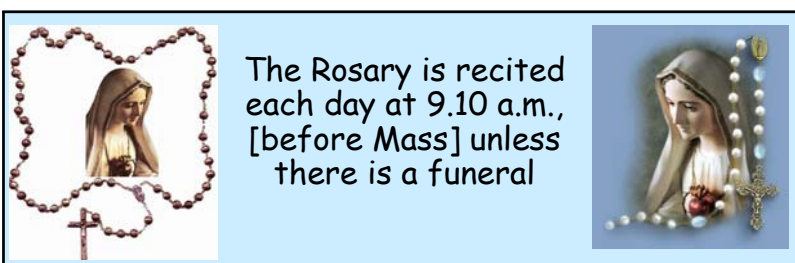 The Rosary is recited
each day at 9.10 a.m.,
[before Mass] unless
there is a funeral